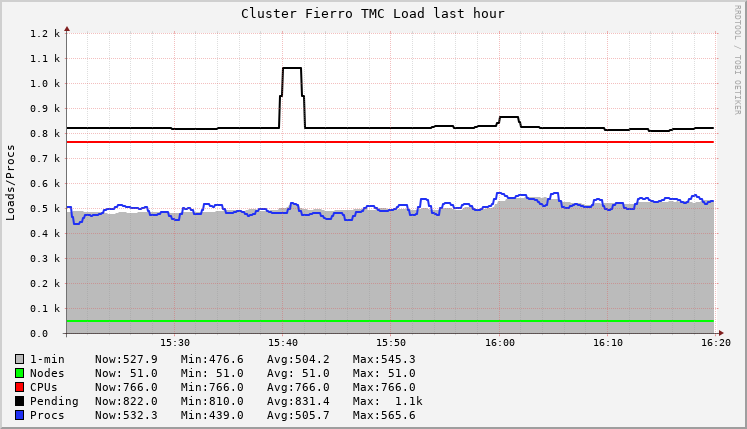 Cluster Fierro TMC Load last hour
RRDTOOL / TOBI OETIKER
Loads/Procs
1.2 k
1.1 k
1.0 k
0.9 k
0.8 k
0.7 k
0.6 k
0.5 k
0.4 k
0.3 k
0.2 k
0.1 k
0.0
15:30 15:40 15:50 16:00 16:10 16:20
1-min Now:527.9 Min:476.6 Avg:504.2 Max:545.3
Nodes Now: 51.0 Min: 51.0 Avg: 51.0 Max: 51.0
CPUs Now:766.0 Min:766.0 Avg:766.0 Max:766.0
Pending Now:822.0 Min:810.0 Avg:831.4 Max: 1.1k
Procs Now:532.3 Min:439.0 Avg:505.7 Max:565.6